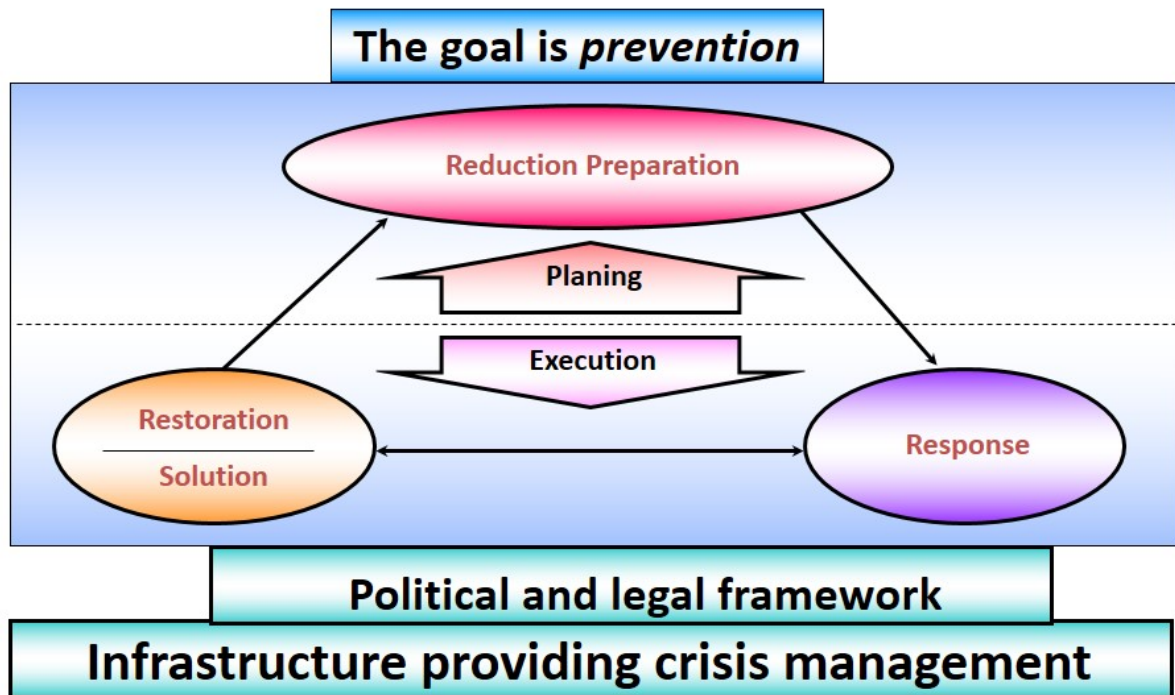 The goal is prevention
Reduction Preparation
Planing
Execution
Restoration
Solution
Response
Political and legal framework
Infrastructure providing crisis management